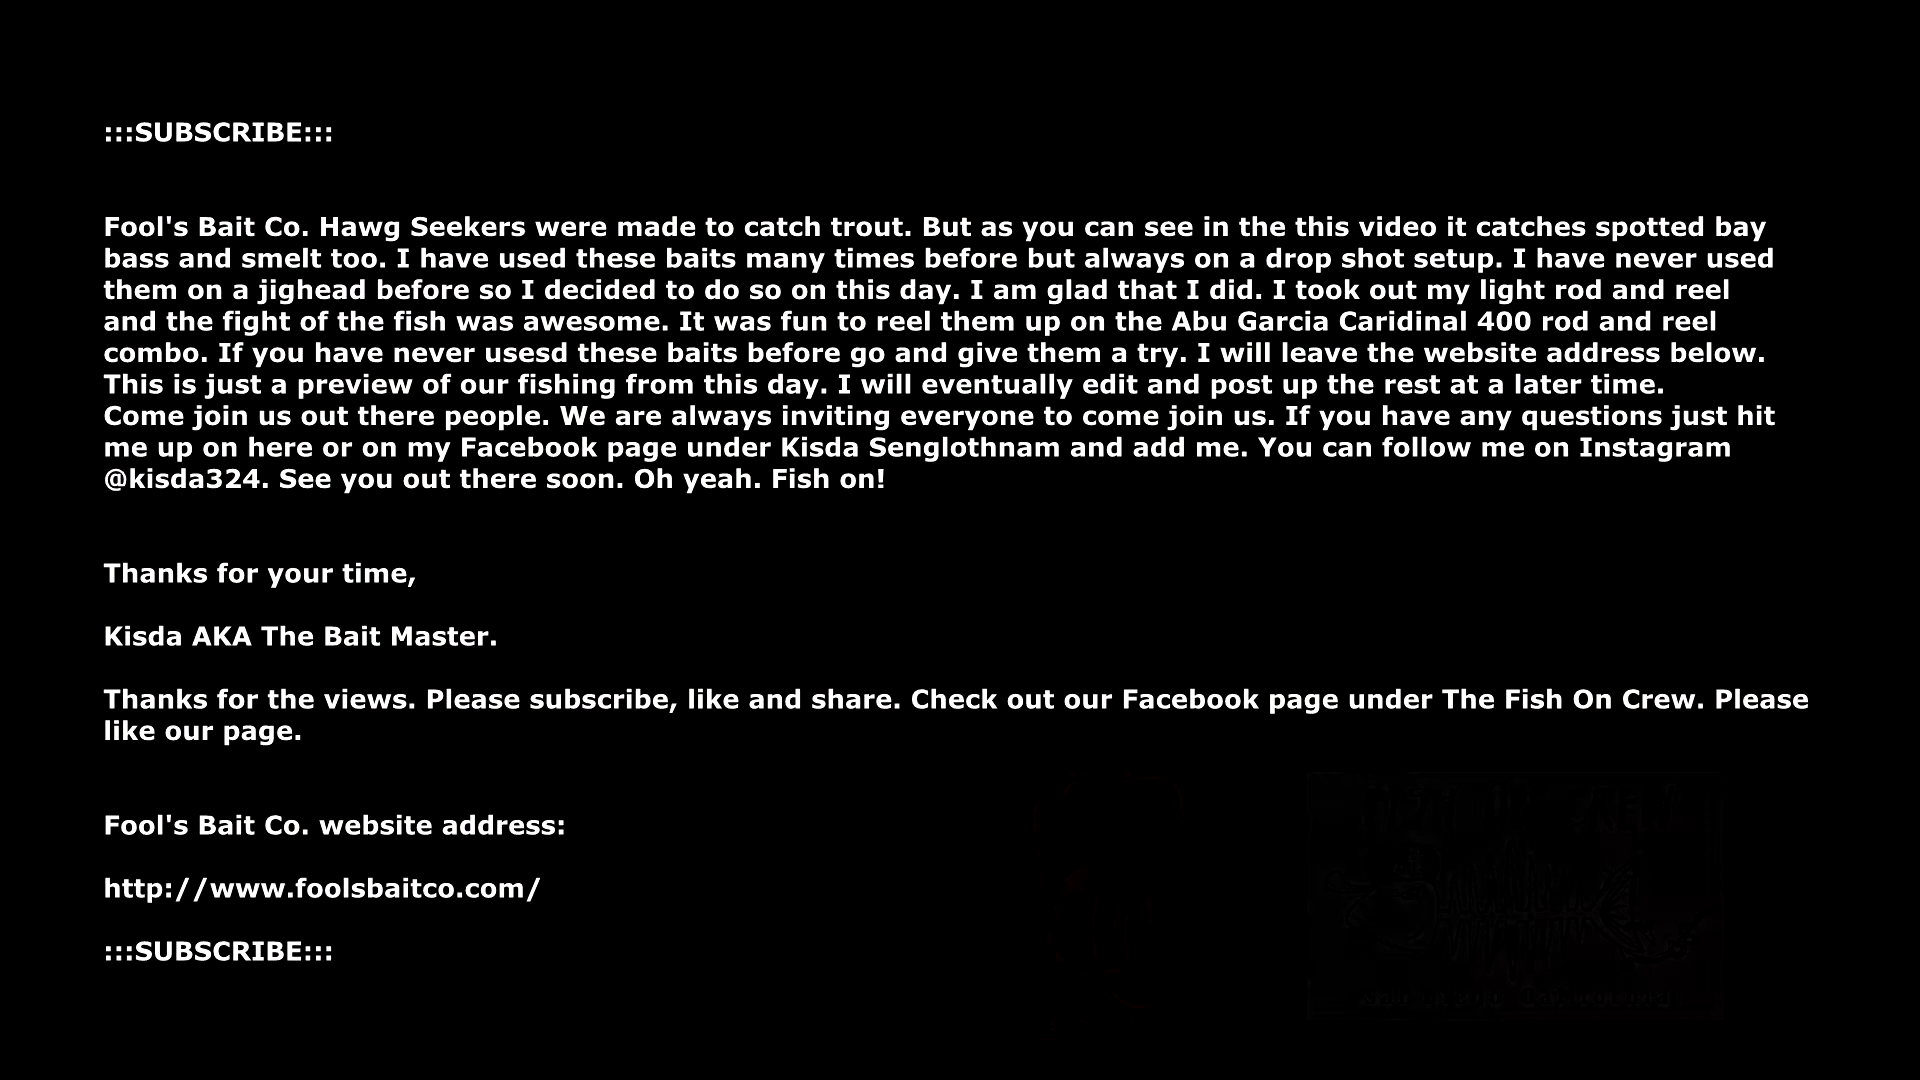 :::SUBSCRIBE:::
Fool's Bait Co. Hawg Seekers were made to catch trout. But as you can see in the this video it catches spotted bay
bass and smelt too. I have used these baits many times before but always on a drop shot setup. I have never used
them on a jighead before so I decided to do so on this day. I am glad that I did. I took out my light rod and reel
and the fight of the fish was awesome. It was fun to reel them up on the Abu Garcia Caridinal 400 rod and reel
combo. If you have never usesd these baits before go and give them a try. I will leave the website address below.
This is just a preview of our fishing from this day. I will eventually edit and post up the rest at a later time.
Come join us out there people. We are always inviting everyone to come join us. If you have any questions just hit
me up on here or on my Facebook page under Kisda Senglothnam and add me. You can follow me on Instagram
@kisda324. See you out there soon. Oh yeah. Fish on!
Thanks for your time,
Kisda AKA The Bait Master.
Thanks for the views. Please subscribe, like and share. Check out our Facebook page under The Fish On Crew. Please
like our page.
Fool's Bait Co. website address:
http://www.foolsbaitco.com/
:::SUBSCRIBE:::